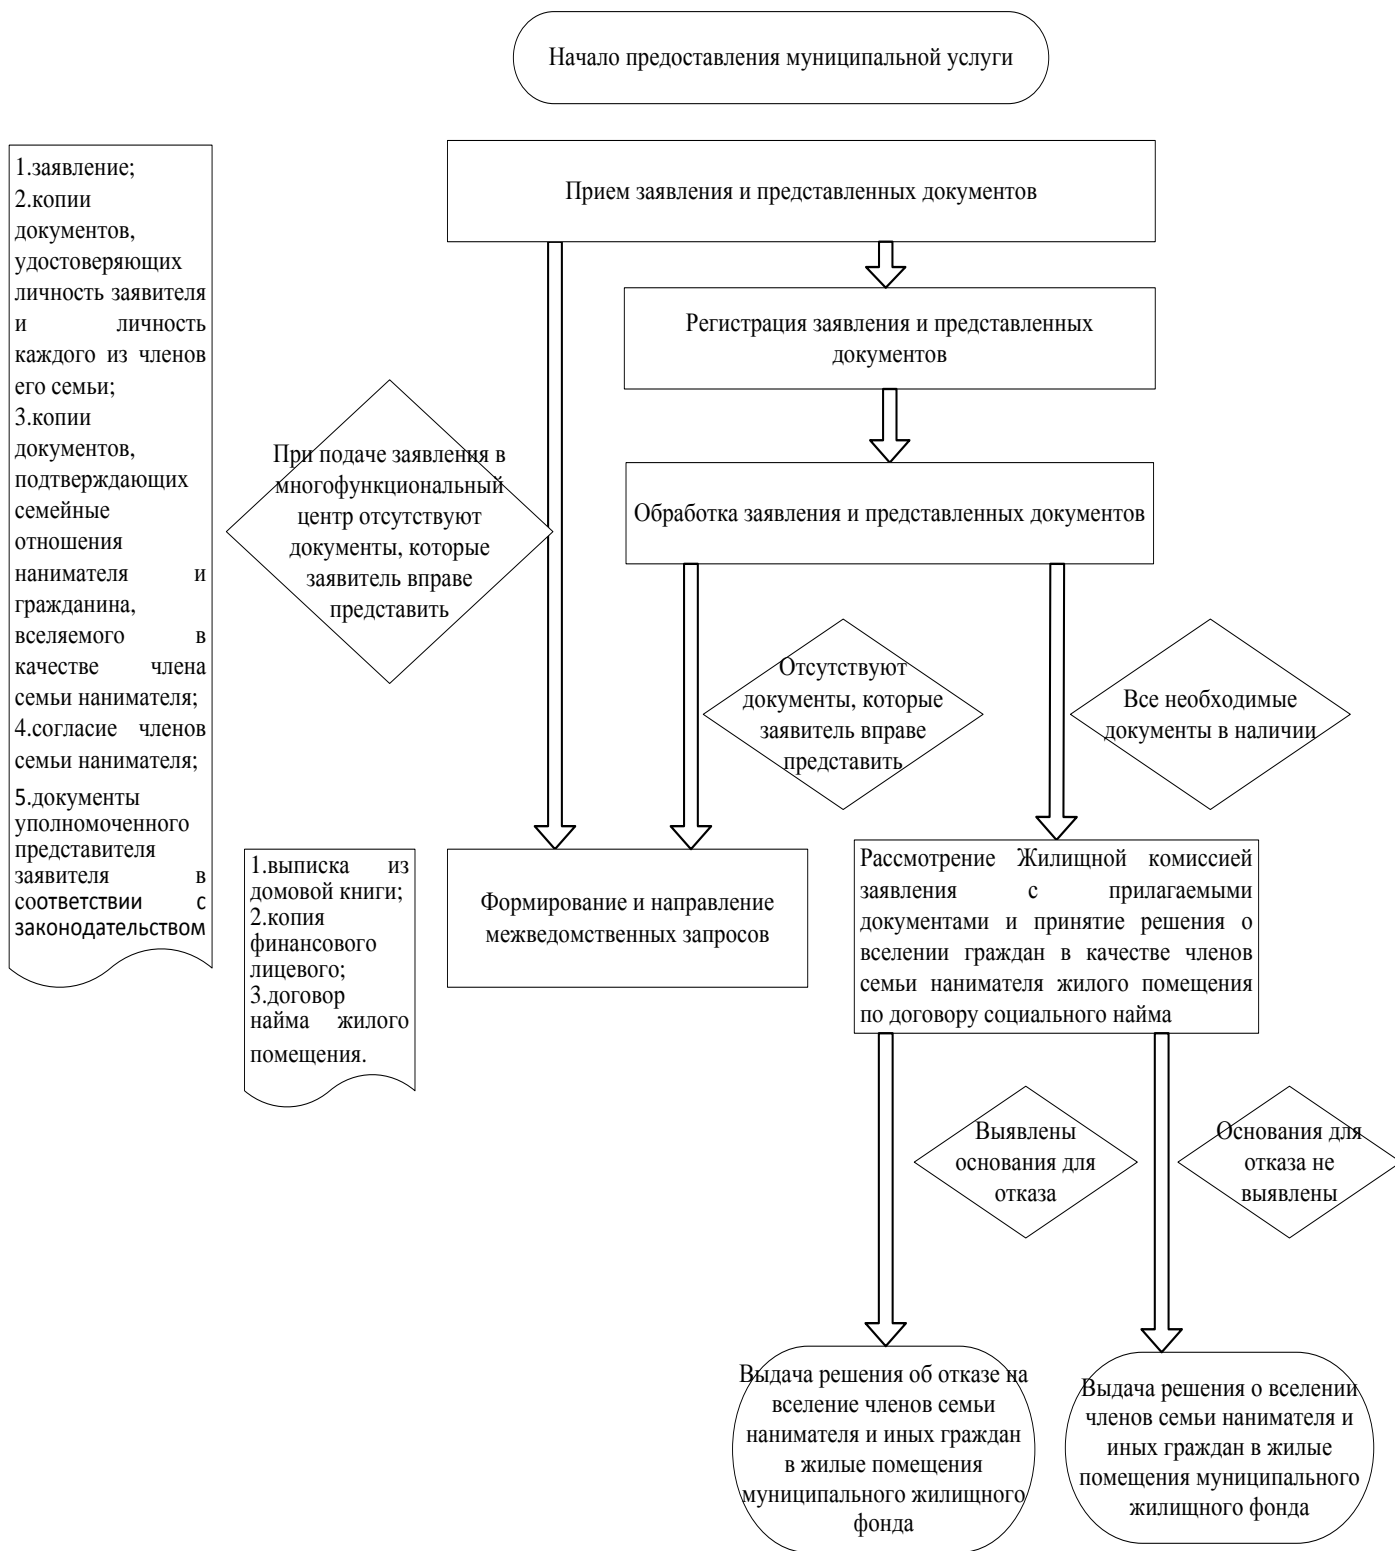 Начало предоставления муниципальной услуги
Прием заявления и представленных документов
1.заявление;
2.копии
документов,
удостоверяющих
личность заявителя
и личность
каждого из членов
его семьи;
3.копии
документов,
подтверждающих
семейные
отношения
нанимателя и
гражданина,
вселяемого в
качестве члена
семьи нанимателя;
4.согласие членов
семьи нанимателя;
5.документы
уполномоченного
представителя
заявителя в
соответствии с
законодательством
Регистрация заявления и представленных
документов
При подаче заявления в
многофункциональный
центр отсутствуют
документы, которые
заявитель вправе
представить
Обработка заявления и представленных документов
Отсутствуют
документы, которые
заявитель вправе
представить
Все необходимые
документы в наличии
1.выписка из
домовой книги;
2.копия
финансового
лицевого;
3.договор
найма жилого
помещения.
Формирование и направление
межведомственных запросов
Рассмотрение Жилищной комиссией
заявления с прилагаемыми
документами и принятие решения о
вселении граждан в качестве членов
семьи нанимателя жилого помещения
по договору социального найма
Выявлены
основания для
отказа
Основания для
отказа не
выявлены
Выдача решения об отказе на
вселение членов семьи
нанимателя и иных граждан
в жилые помещения
муниципального жилищного
фонда
Выдача решения о вселении
членов семьи нанимателя и
иных граждан в жилые
помещения муниципального
жилищного фонда